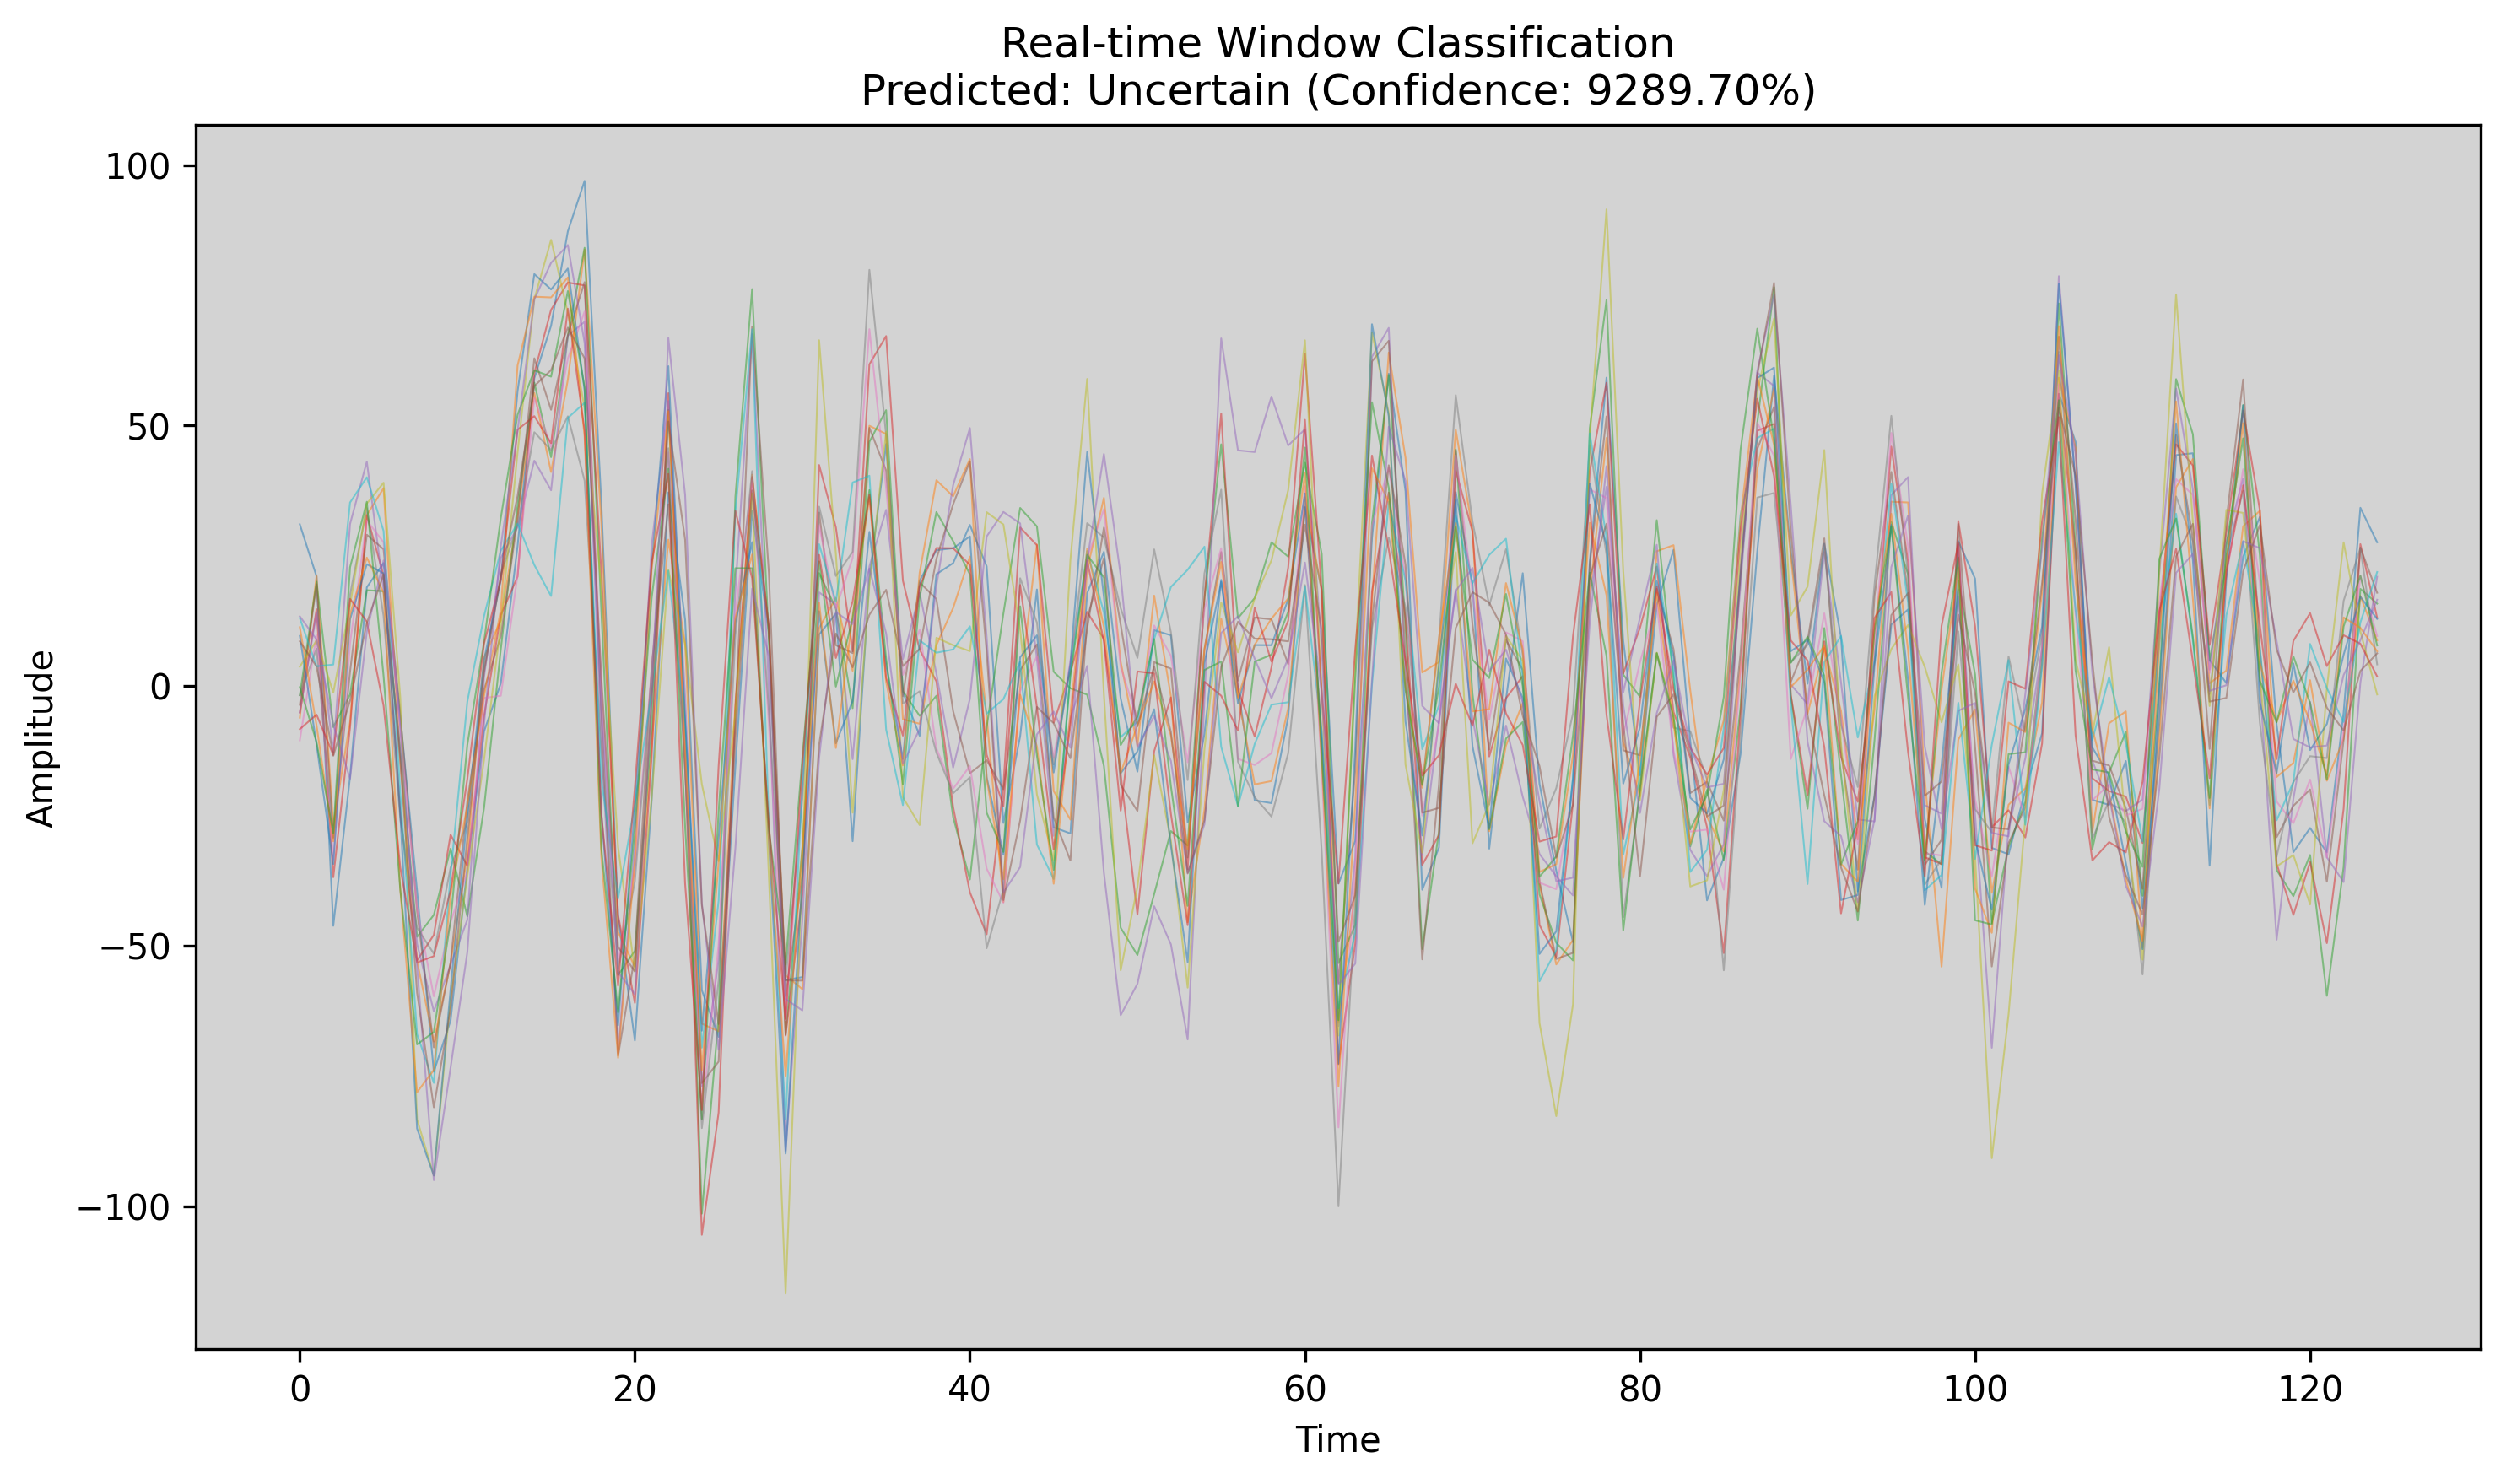 Real-time Window Classification
Predicted: Uncertain (Confidence: 9289.70%)
100
50
0
−50
−100
Amplitude
0 20 40 60 80 100 120
Time